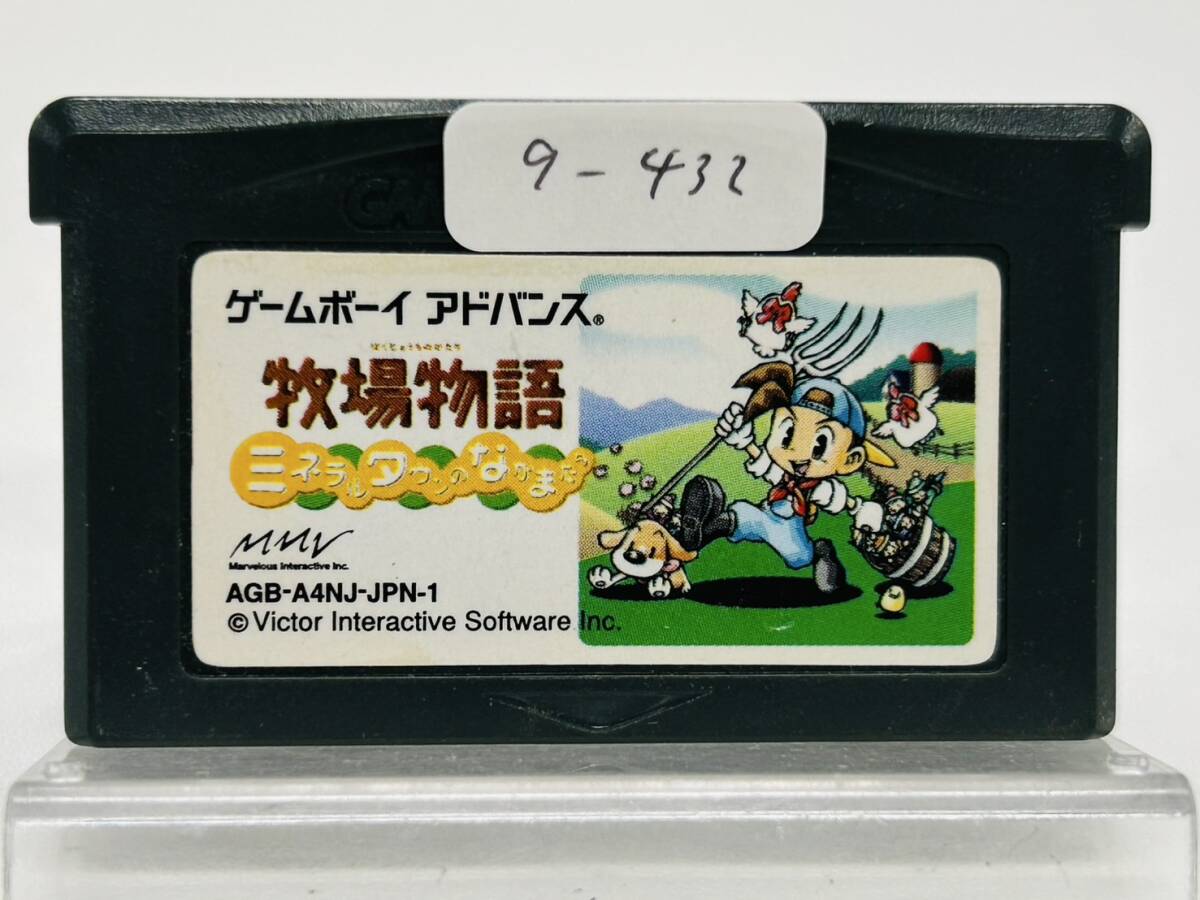 9-432
ゲームボーイ アドバンス®
ぼくじょうものがたり
牧場物語
ミネラルタウンのなかまたち
MMV
Marvelous Interactive Inc.
AGB-A4NJ-JPN-1
©Victor Interactive Software Inc.